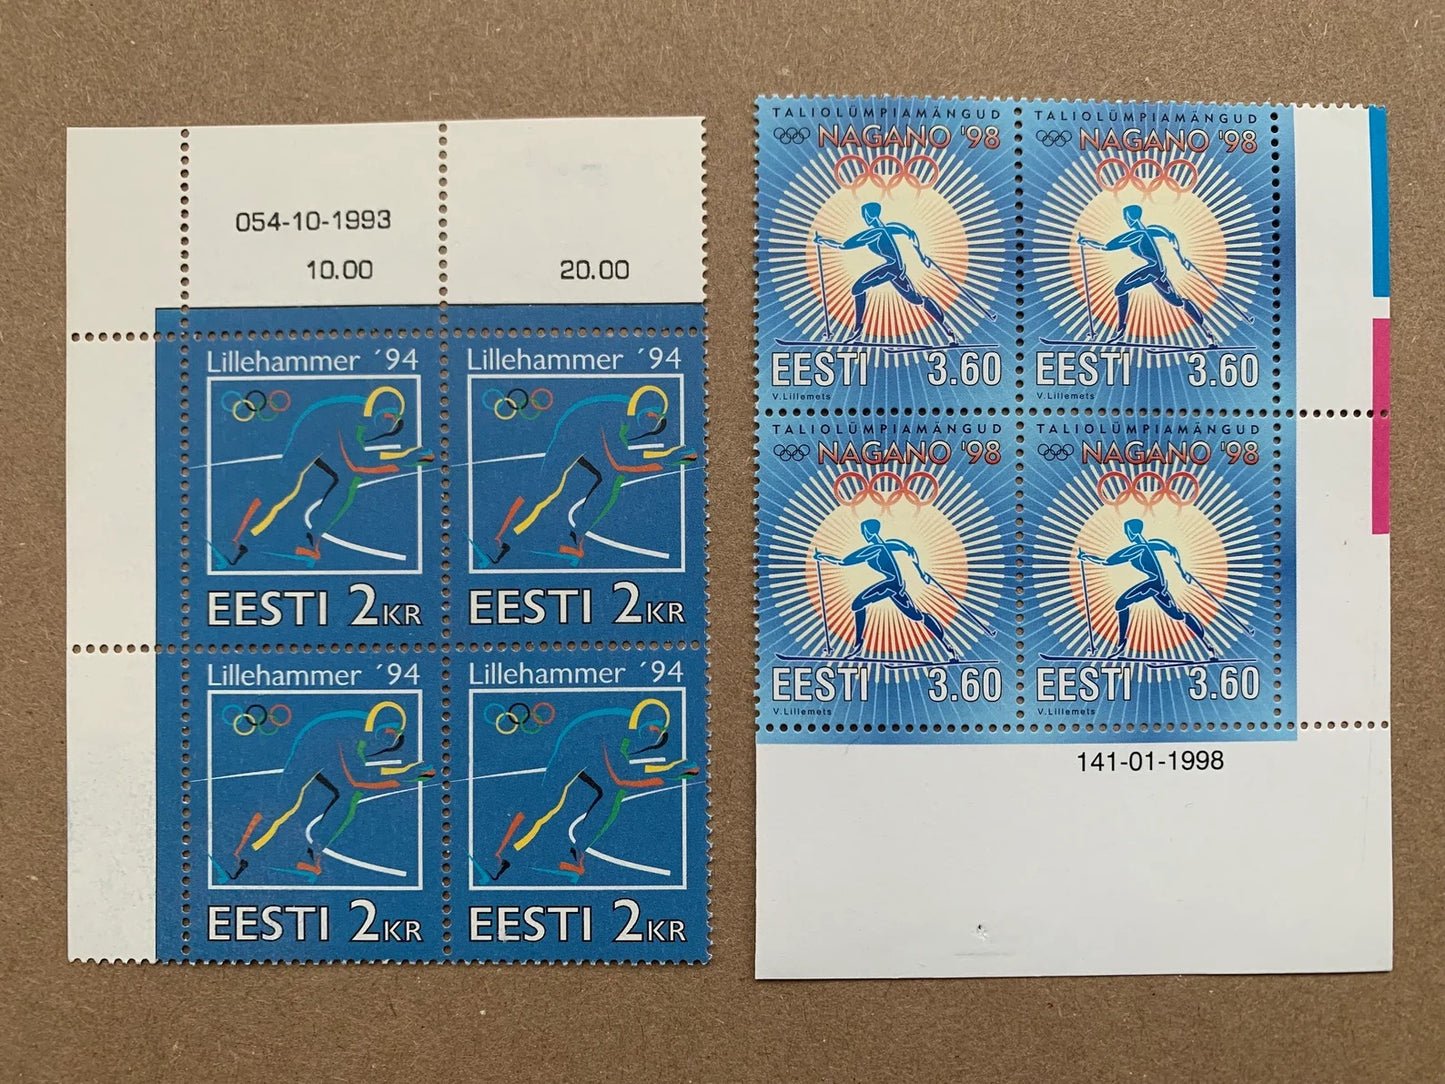 054-10-1993
10.00 20.00
Lillehammer ´94 Lillehammer ´94
EESTI 2KR EESTI 2KR
Lillehammer ´94 Lillehammer ´94
EESTI 2KR EESTI 2KR
TALIOLÜMPIAMÄNGUD TALIOLÜMPIAMÄNGUD
NAGANO '98 NAGANO '98
EESTI 3.60 EESTI 3.60
V.Lillemets V.Lillemets
TALIOLÜMPIAMÄNGUD TALIOLÜMPIAMÄNGUD
NAGANO '98 NAGANO '98
EESTI 3.60 EESTI 3.60
V.Lillemets V.Lillemets
141-01-1998